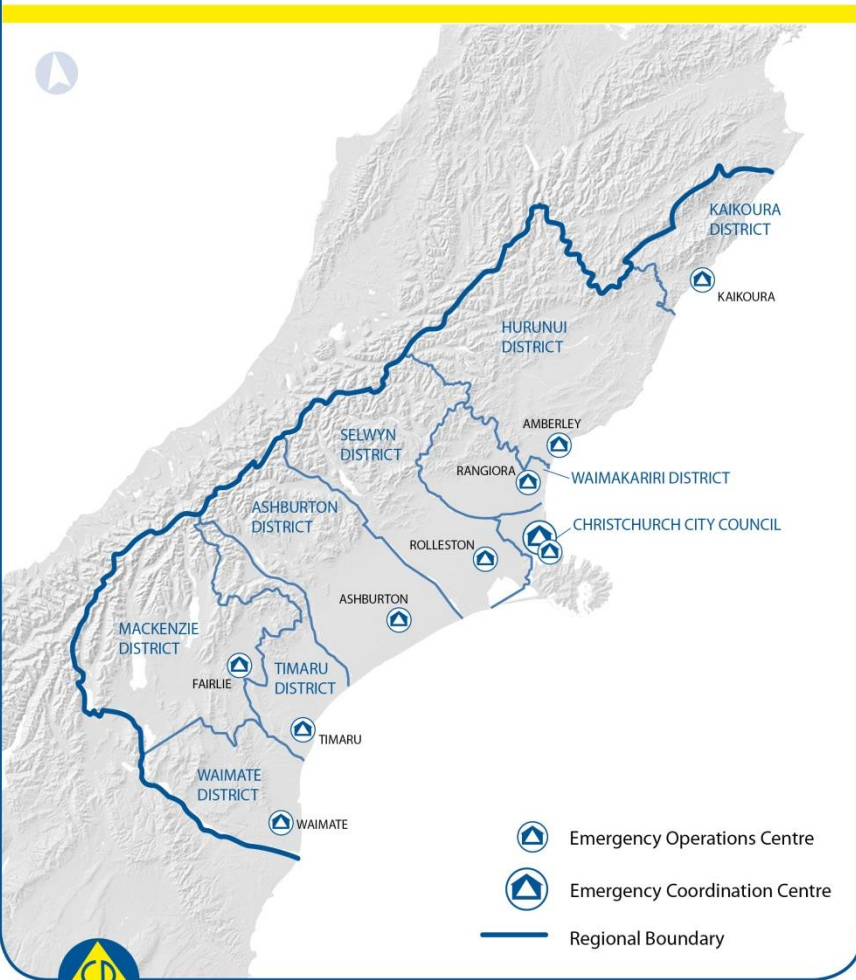 KAIKOURA
DISTRICT
KAIKOURA
HURUNUI
DISTRICT
AMBERLEY
SELWYN
DISTRICT
RANGIORA
WAIMAKARIRI DISTRICT
ASHBURTON
DISTRICT
CHRISTCHURCH CITY COUNCIL
ROLLESTON
ASHBURTON
MACKENZIE
DISTRICT
FAIRLIE
TIMARU
DISTRICT
TIMARU
WAIMATE
DISTRICT
WAIMATE
Emergency Operations Centre
Emergency Coordination Centre
Regional Boundary
CD